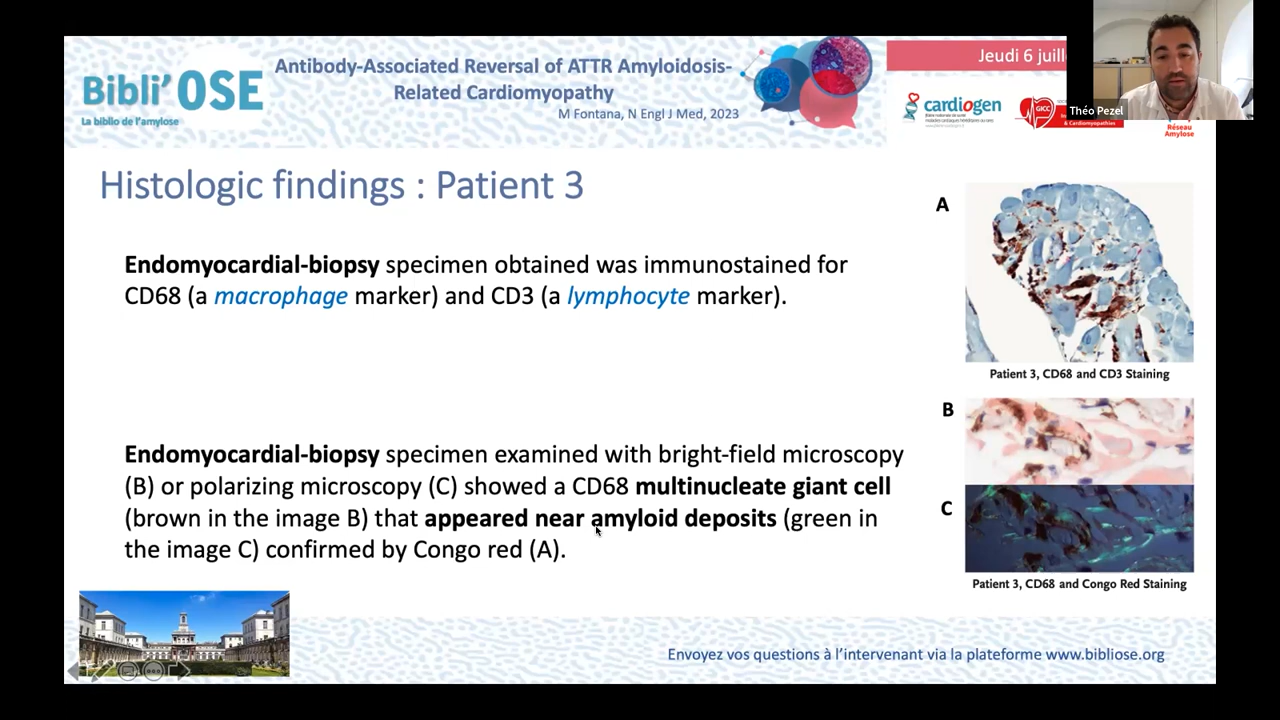 Bibli'OSE
La biblio de l'amylose
Antibody-Associated Reversal of ATTR Amyloidosis-
Related Cardiomyopathy
M Fontana, N Engl J Med, 2023
Jeudi 6 juill
Théo Pezel
cardiogen
GICC
& Cardiomyopathies
Réseau
Amylose
Histologic findings : Patient 3
Endomyocardial-biopsy specimen obtained was immunostained for
CD68 (a macrophage marker) and CD3 (a lymphocyte marker).
A
Patient 3, CD68 and CD3 Staining
Endomyocardial-biopsy specimen examined with bright-field microscopy
(B) or polarizing microscopy (C) showed a CD68 multinucleate giant cell
(brown in the image B) that appeared near amyloid deposits (green in
the image C) confirmed by Congo red (A).
B
C
Patient 3, CD68 and Congo Red Staining
Envoyez vos questions à l'intervenant via la plateforme www.bibliose.org